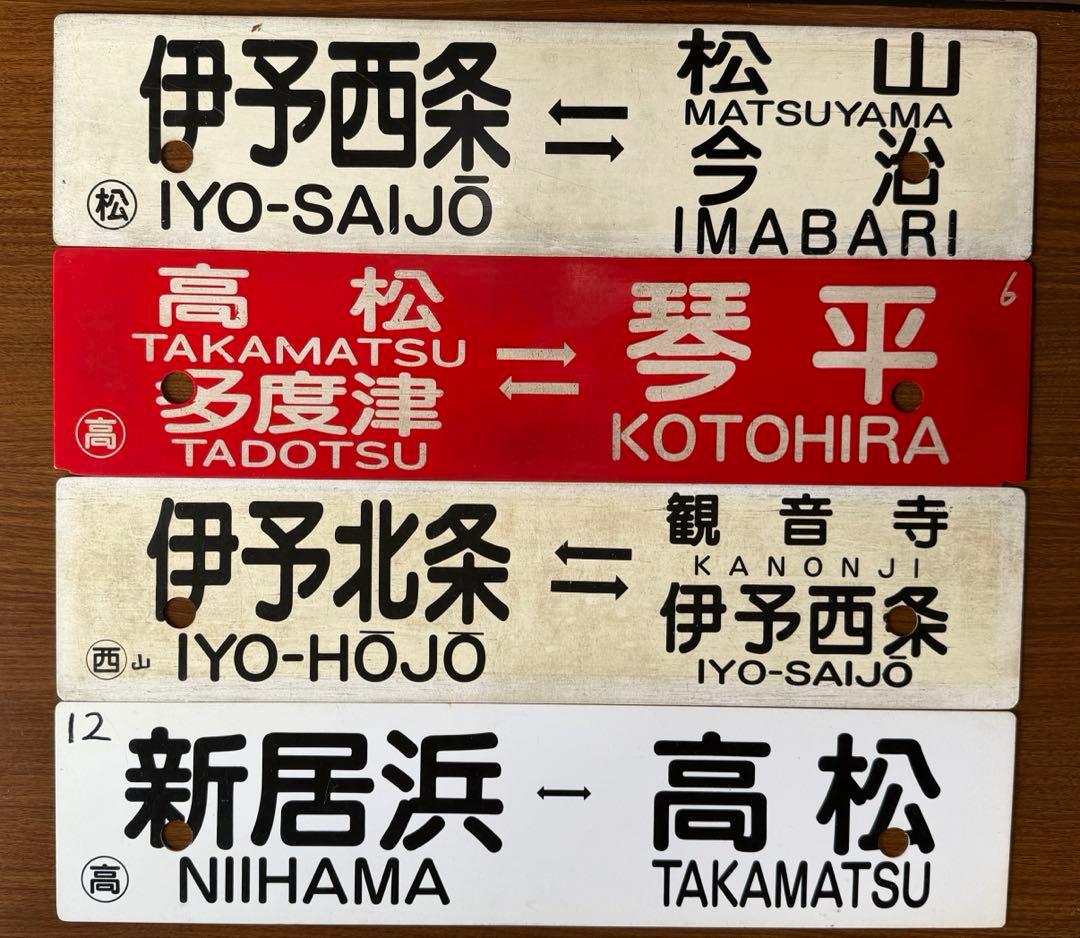 伊予西条
IYO-SAIJŌ
松
松山
MATSUYAMA
今治
IMABARI
6
高松
TAKAMATSU
多度津
TADOTSU
高
琴平
KOTOHIRA
伊予北条
IYO-HŌJŌ
西 山
観音寺
KANONJI
伊予西条
IYO-SAIJŌ
12
新居浜
NIIHAMA
高
高松
TAKAMATSU